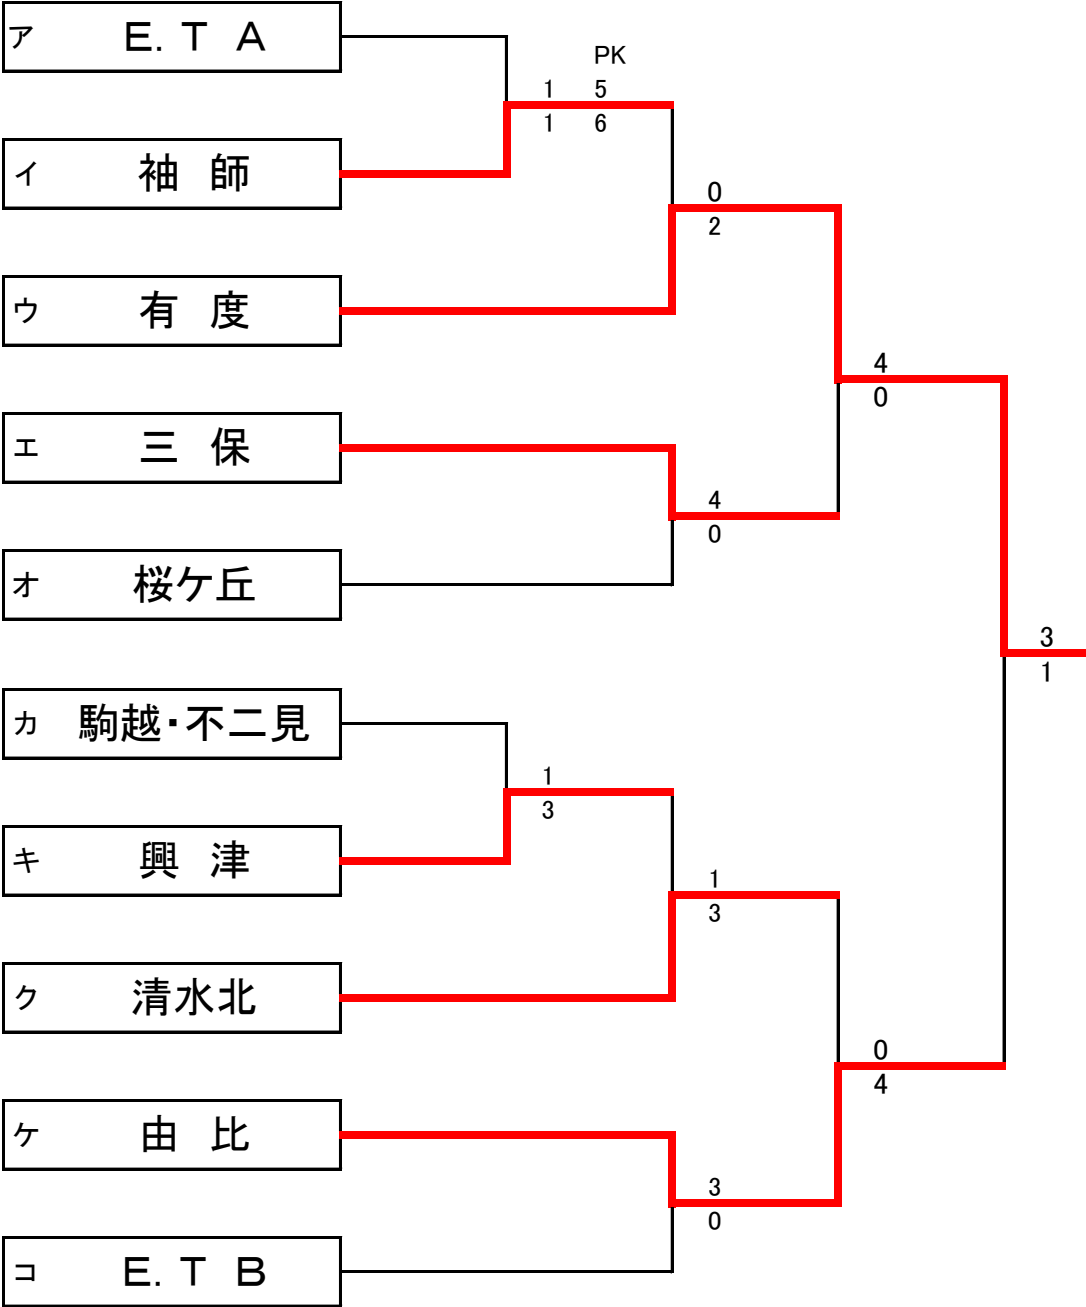 ア E.T A
PK
1 5
1 6
イ 袖 師
0
2
ウ 有 度
4
0
エ 三 保
4
0
オ 桜ケ丘
3
1
カ 駒越・不二見
1
3
キ 興 津
1
3
ク 清水北
0
4
ケ 由 比
3
0
コ E.T B